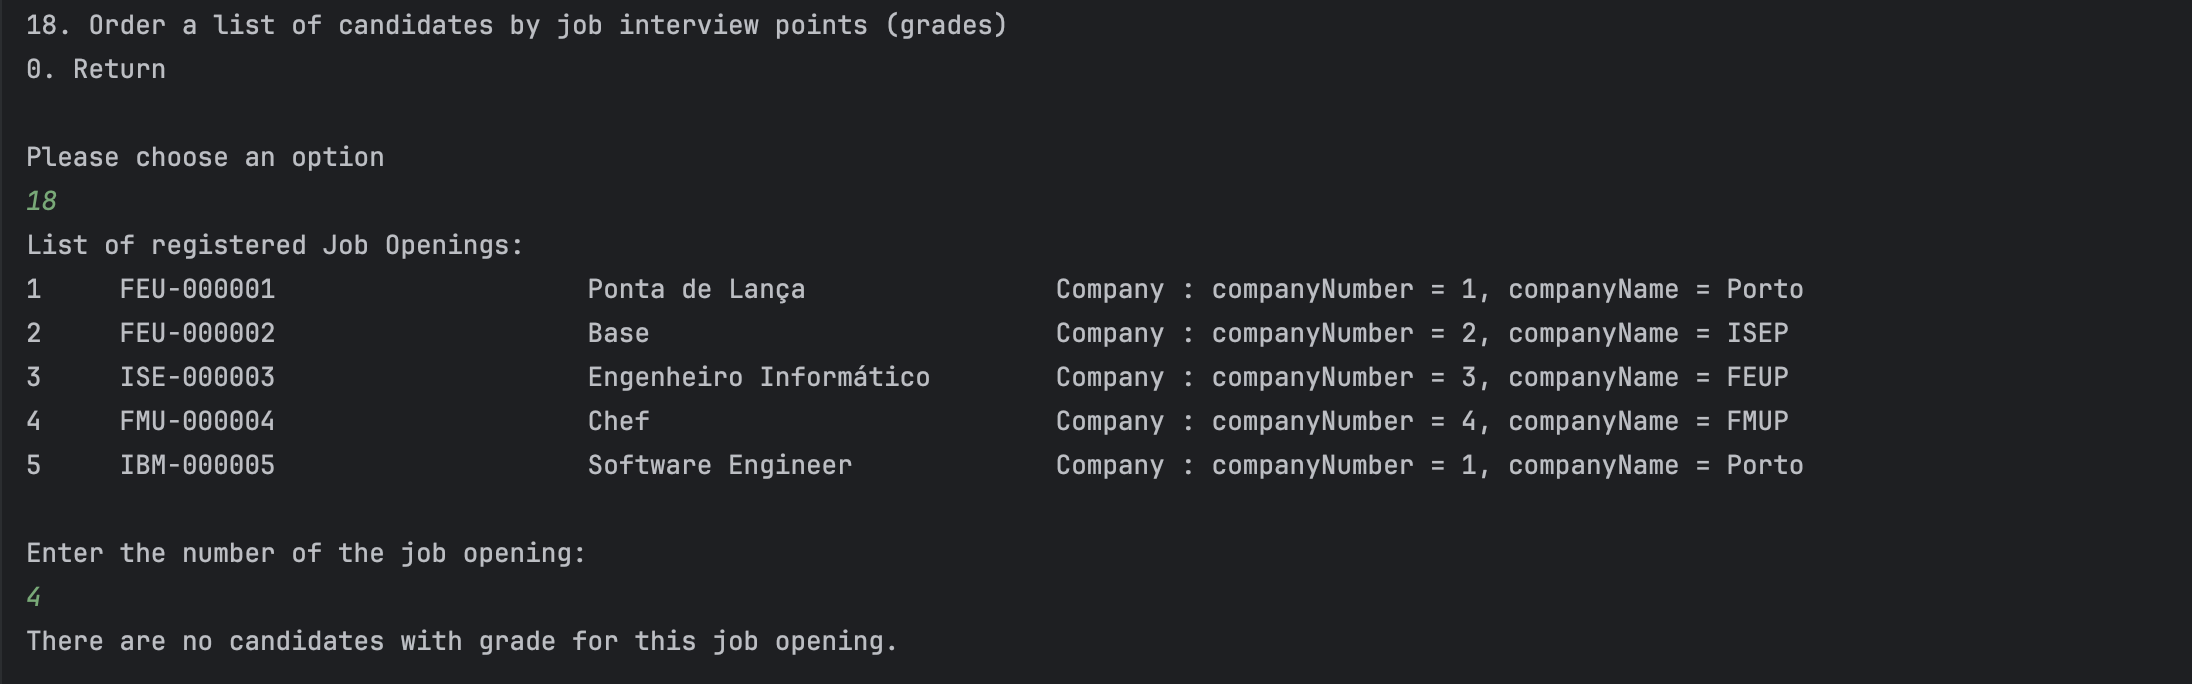 18. Order a list of candidates by job interview points (grades)
0. Return
Please choose an option
18
List of registered Job Openings:
1 FEU-000001 Ponta de Lança Company : companyNumber = 1, companyName = Porto
2 FEU-000002 Base Company : companyNumber = 2, companyName = ISEP
3 ISE-000003 Engenheiro Informático Company : companyNumber = 3, companyName = FEUP
4 FMU-000004 Chef Company : companyNumber = 4, companyName = FMUP
5 IBM-000005 Software Engineer Company : companyNumber = 1, companyName = Porto
Enter the number of the job opening:
4
There are no candidates with grade for this job opening.